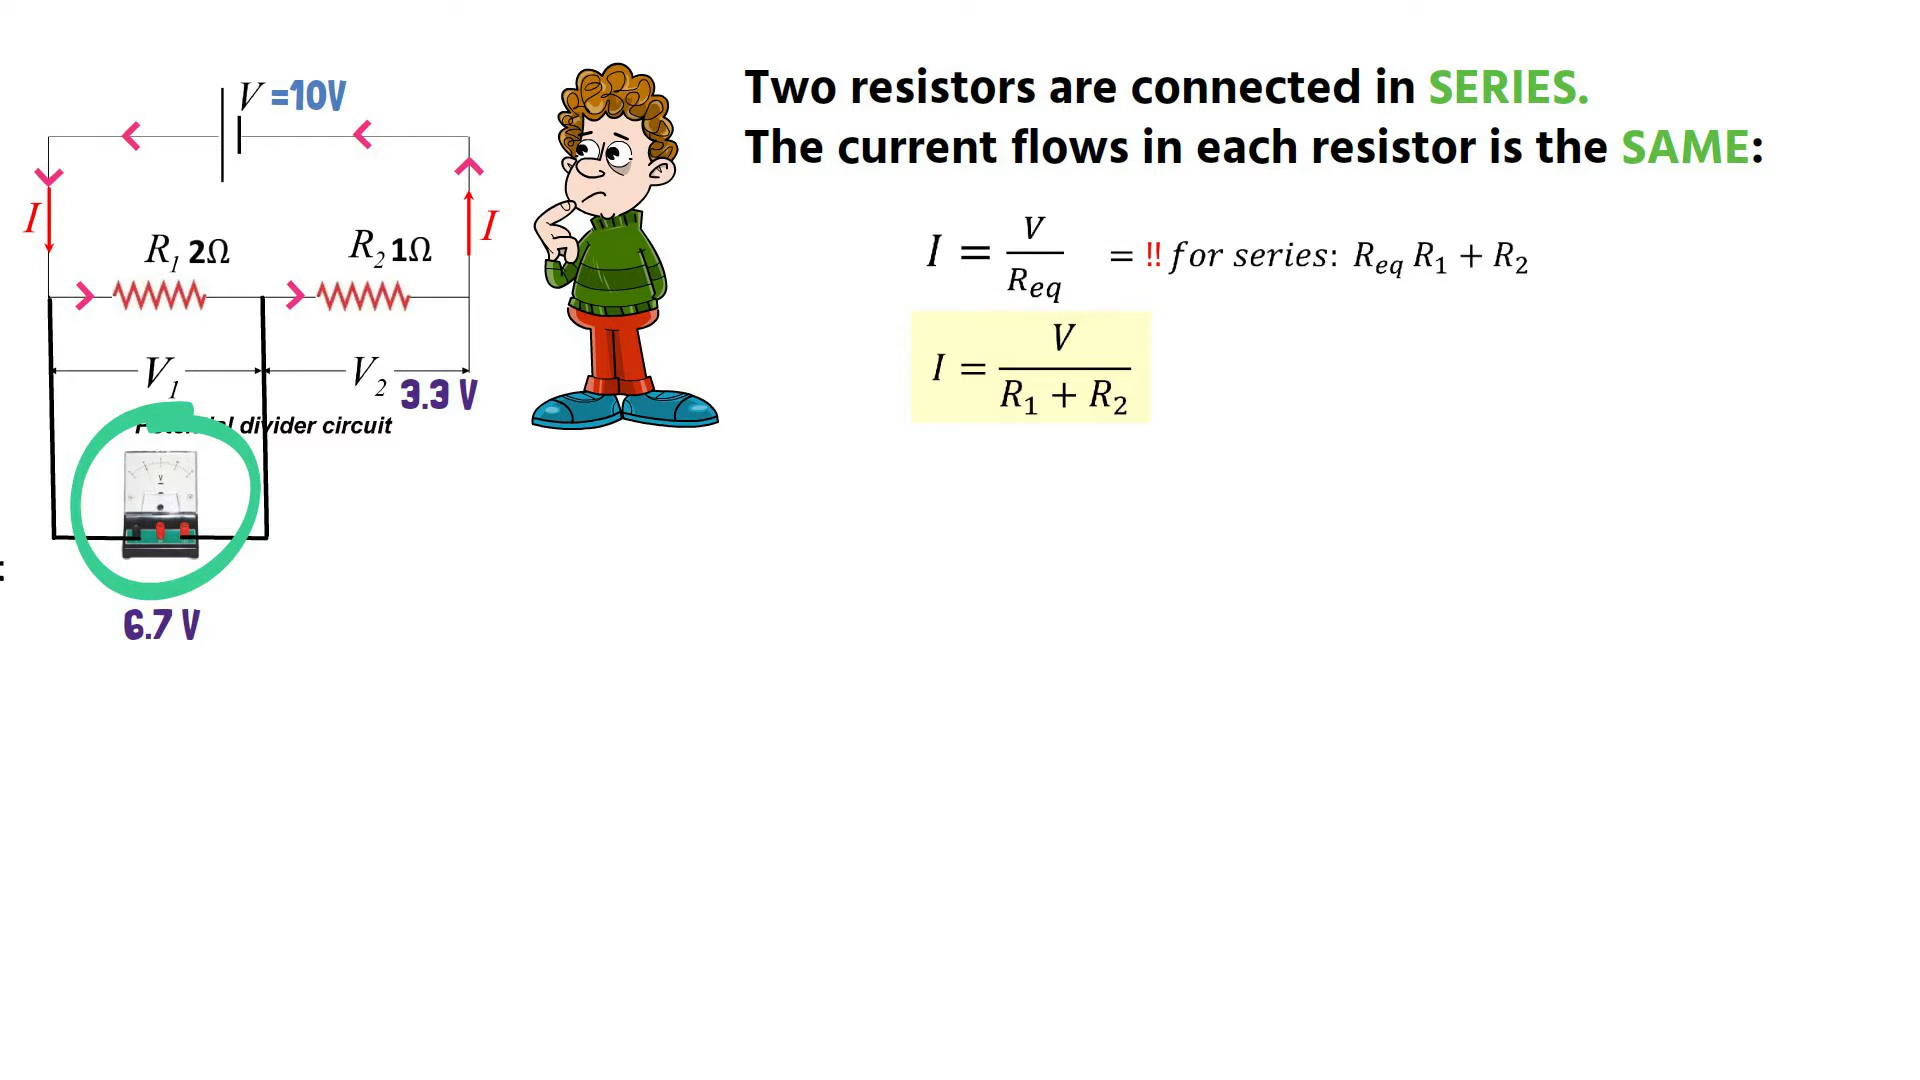 V =10V
I
I
R1 2Ω
R2 1Ω
V1
V2
3.3 V
divider circuit
V
6.7 V
:
Two resistors are connected in SERIES.
The current flows in each resistor is the SAME:
I = V / Req = !! for series: Req R1 + R2
I = V / R1 + R2